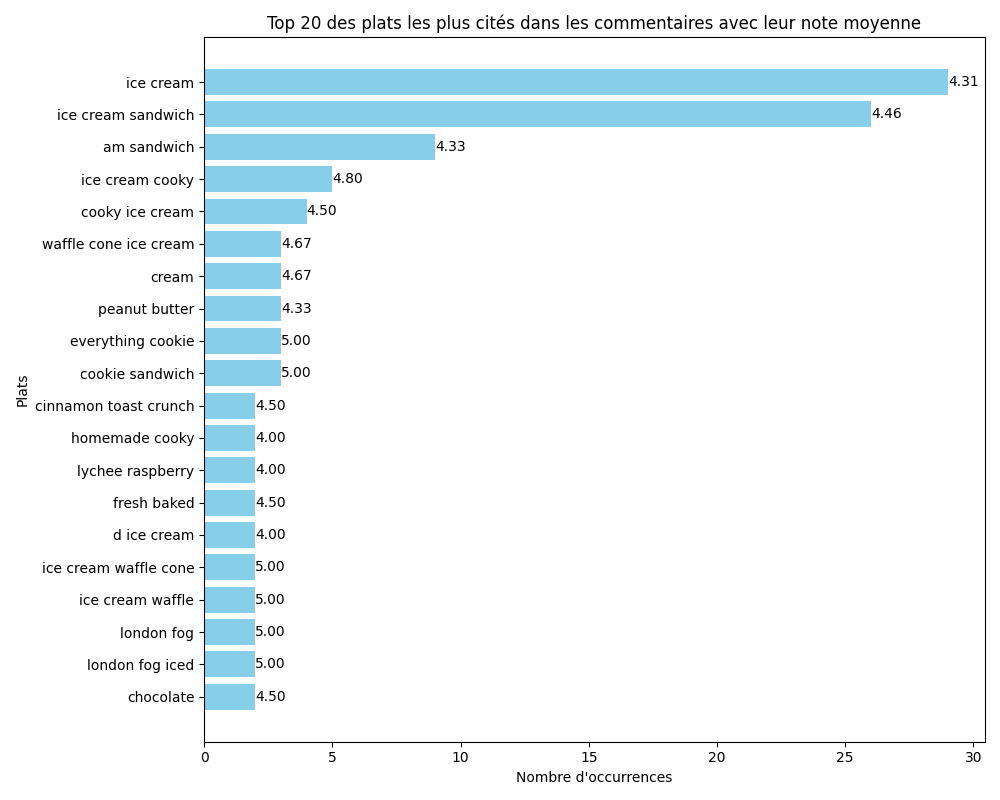 Top 20 des plats les plus cités dans les commentaires avec leur note moyenne
ice cream 4.31
ice cream sandwich 4.46
am sandwich 4.33
ice cream cooky 4.80
cooky ice cream 4.50
waffle cone ice cream 4.67
cream 4.67
peanut butter 4.33
everything cookie 5.00
cookie sandwich 5.00
cinnamon toast crunch 4.50
homemade cooky 4.00
lychee raspberry 4.00
fresh baked 4.50
d ice cream 4.00
ice cream waffle cone 5.00
ice cream waffle 5.00
london fog 5.00
london fog iced 5.00
chocolate 4.50
Plats
0 5 10 15 20 25 30
Nombre d'occurrences